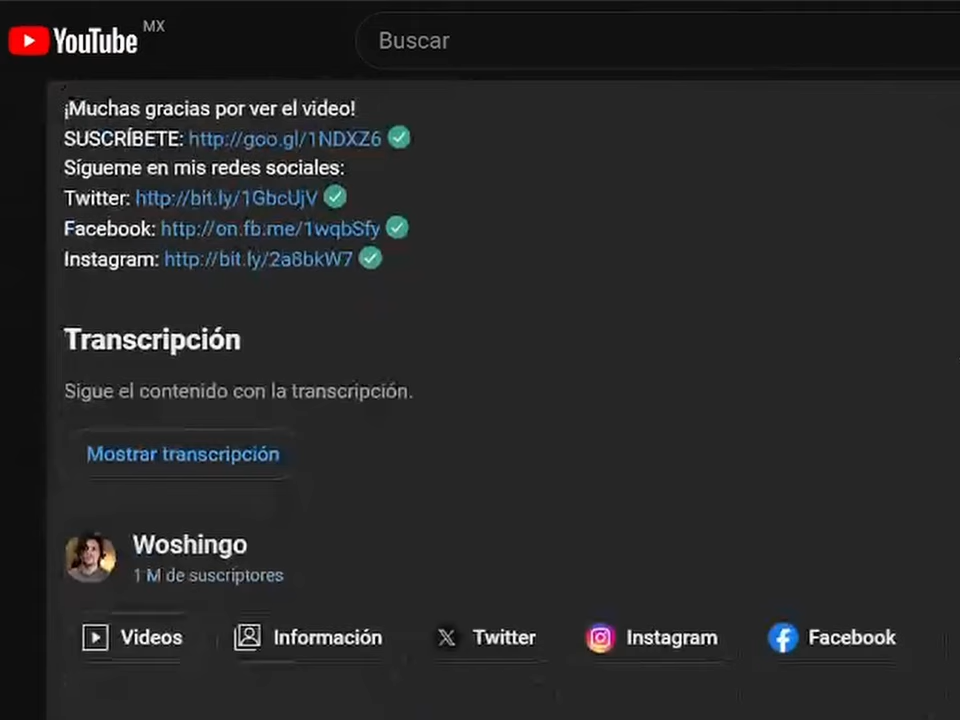 YouTube MX
Buscar
¡Muchas gracias por ver el video!
SUSCRÍBETE: http://goo.gl/1NDXZ6
Sígueme en mis redes sociales:
Twitter: http://bit.ly/1GbcUjV
Facebook: http://on.fb.me/1wqbSfy
Instagram: http://bit.ly/2a8bkW7
Transcripción
Sigue el contenido con la transcripción.
Mostrar transcripción
Woshingo
1 M de suscriptores
Videos Información Twitter Instagram Facebook